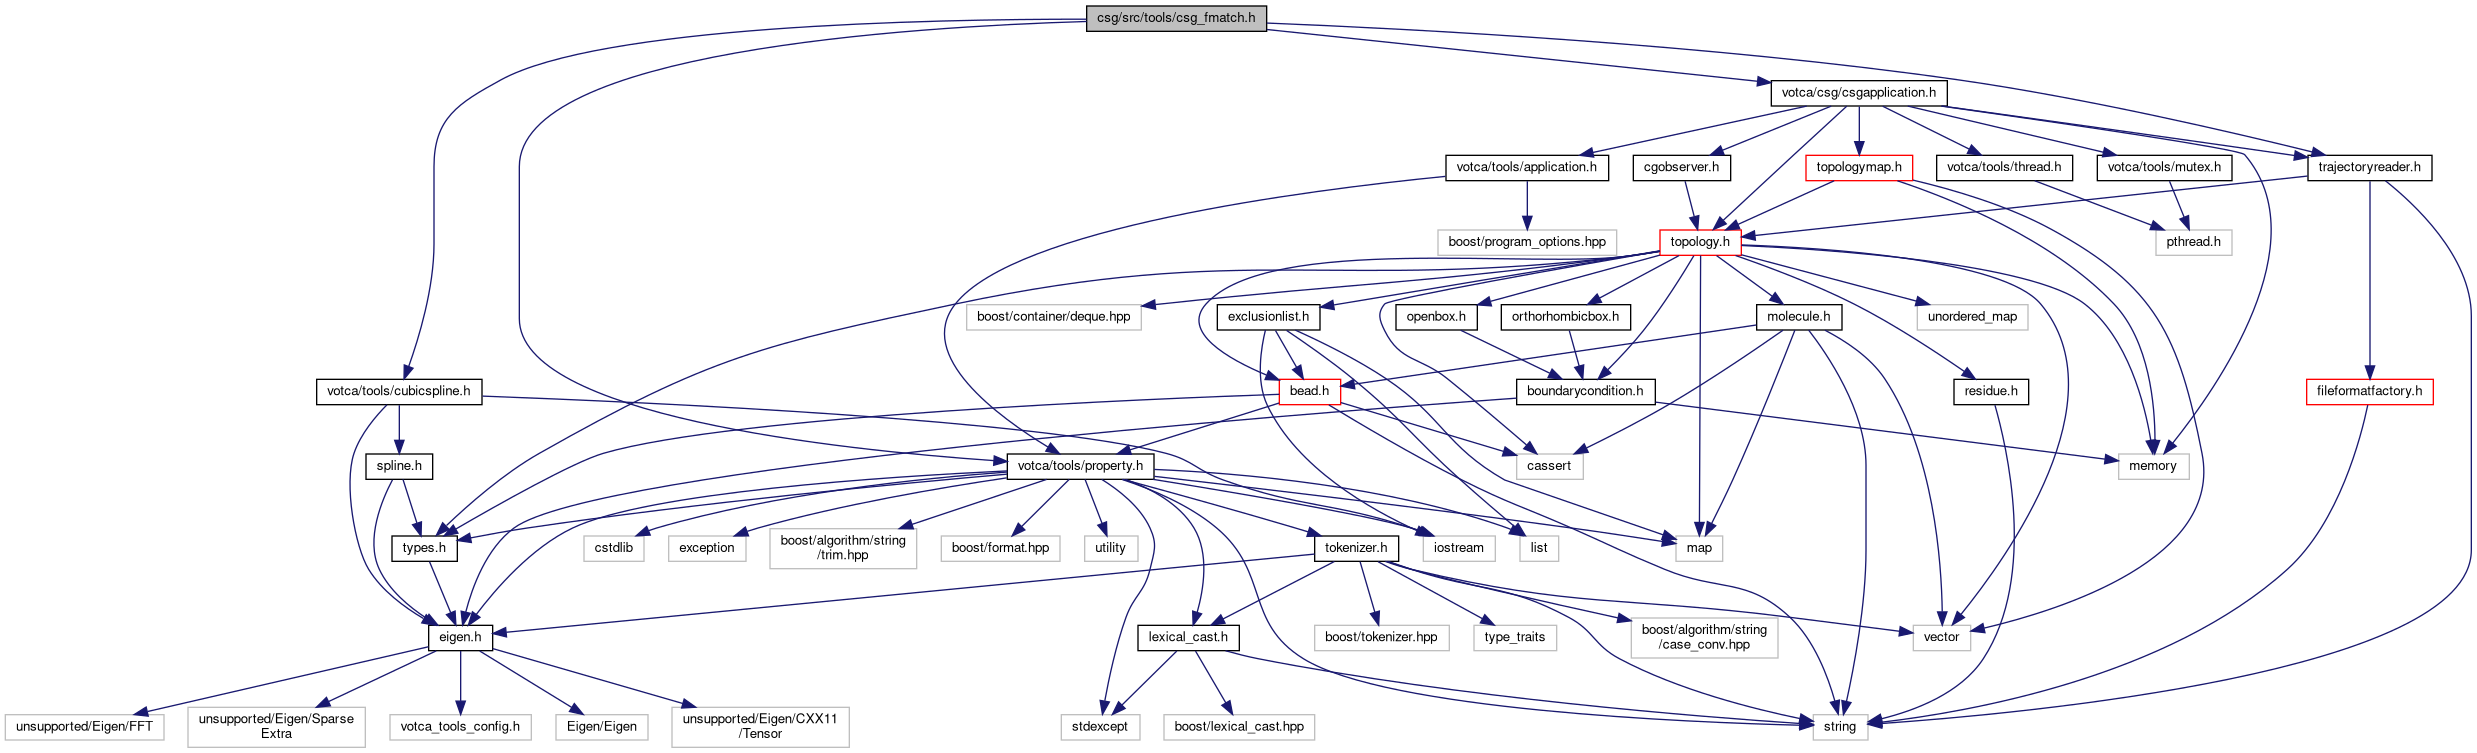 csg/src/tools/csg_fmatch.h
votca/csg/csgapplication.h
votca/tools/application.h
cgobserver.h
topologymap.h
votca/tools/thread.h
votca/tools/mutex.h
trajectoryreader.h
boost/program_options.hpp
topology.h
pthread.h
boost/container/deque.hpp
exclusionlist.h
openbox.h
orthorhombicbox.h
molecule.h
unordered_map
votca/tools/cubicspline.h
bead.h
boundarycondition.h
residue.h
fileformatfactory.h
spline.h
votca/tools/property.h
cassert
memory
types.h
cstdlib
exception
boost/algorithm/string
/trim.hpp
boost/format.hpp
utility
tokenizer.h
iostream
list
map
eigen.h
lexical_cast.h
boost/tokenizer.hpp
type_traits
boost/algorithm/string
/case_conv.hpp
vector
unsupported/Eigen/FFT
unsupported/Eigen/Sparse
Extra
votca_tools_config.h
Eigen/Eigen
unsupported/Eigen/CXX11
/Tensor
stdexcept
boost/lexical_cast.hpp
string